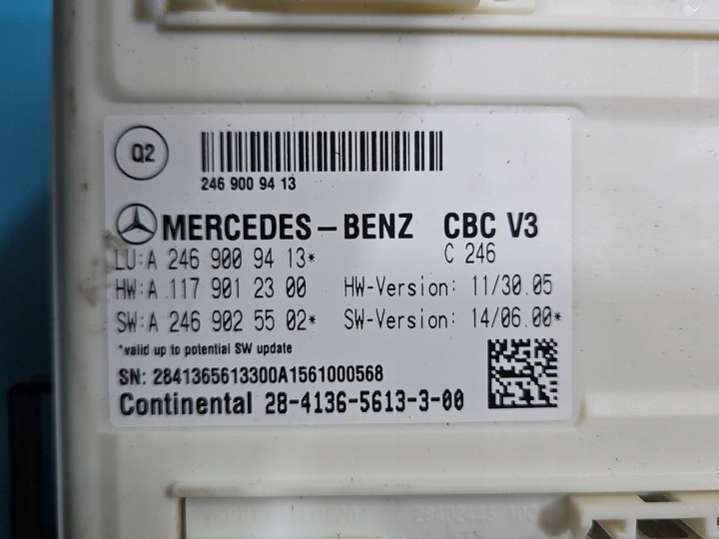 Q2
246 900 94 13
MERCEDES-BENZ CBC V3
LU:A 246 900 94 13* C 246
HW:A 117 901 23 00 HW-Version: 11/30.05
SW:A 246 902 55 02* SW-Version: 14/06.00*
*valid up to potential SW update
SN: 2841365613300A1561000568
Continental 28-4136-5613-3-00